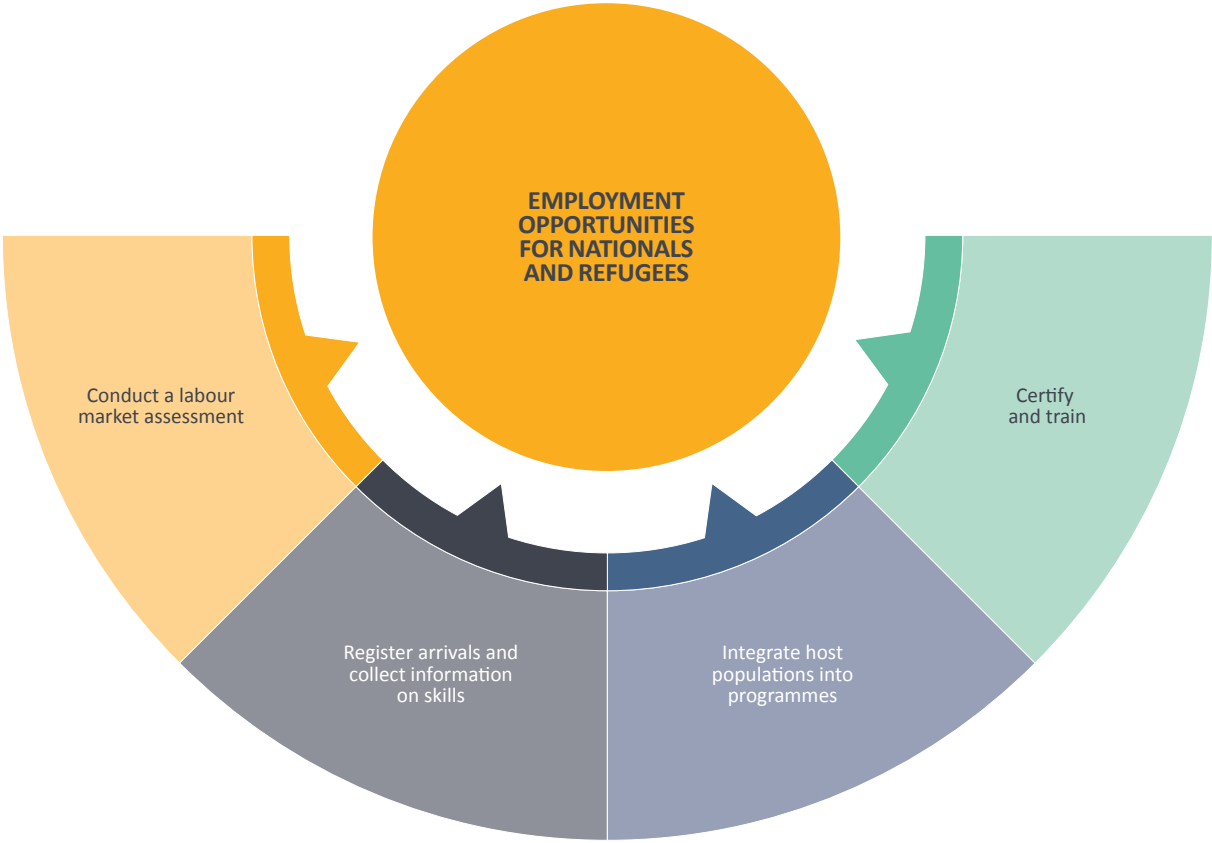 EMPLOYMENT
OPPORTUNITIES
FOR NATIONALS
AND REFUGEES
Conduct a labour
market assessment
Register arrivals and
collect information
on skills
Integrate host
populations into
programmes
Certify
and train